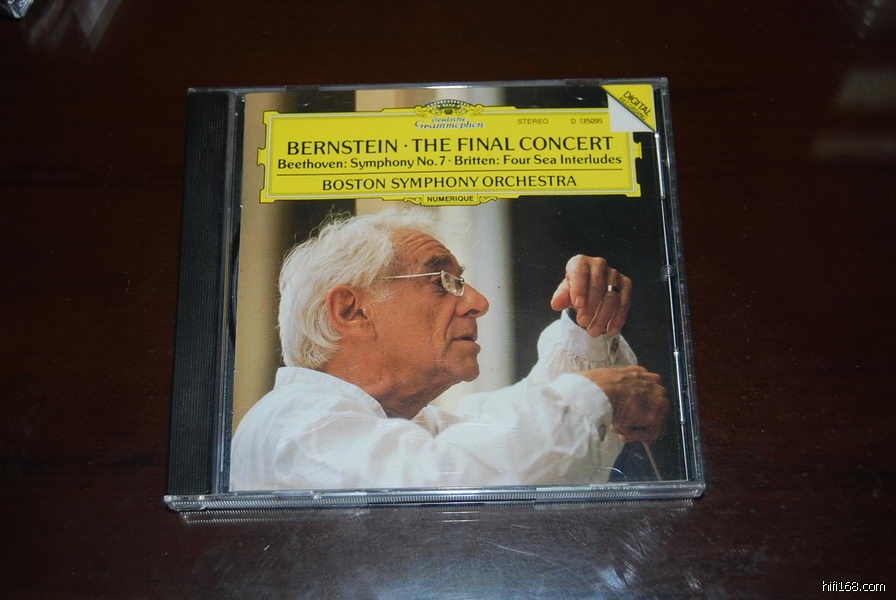 Deutsche
Grammophon
STEREO D 135095
DIGITAL
BERNSTEIN · THE FINAL CONCERT
Beethoven: Symphony No. 7 · Britten: Four Sea Interludes
BOSTON SYMPHONY ORCHESTRA
NUMERIQUE
hifi168.com